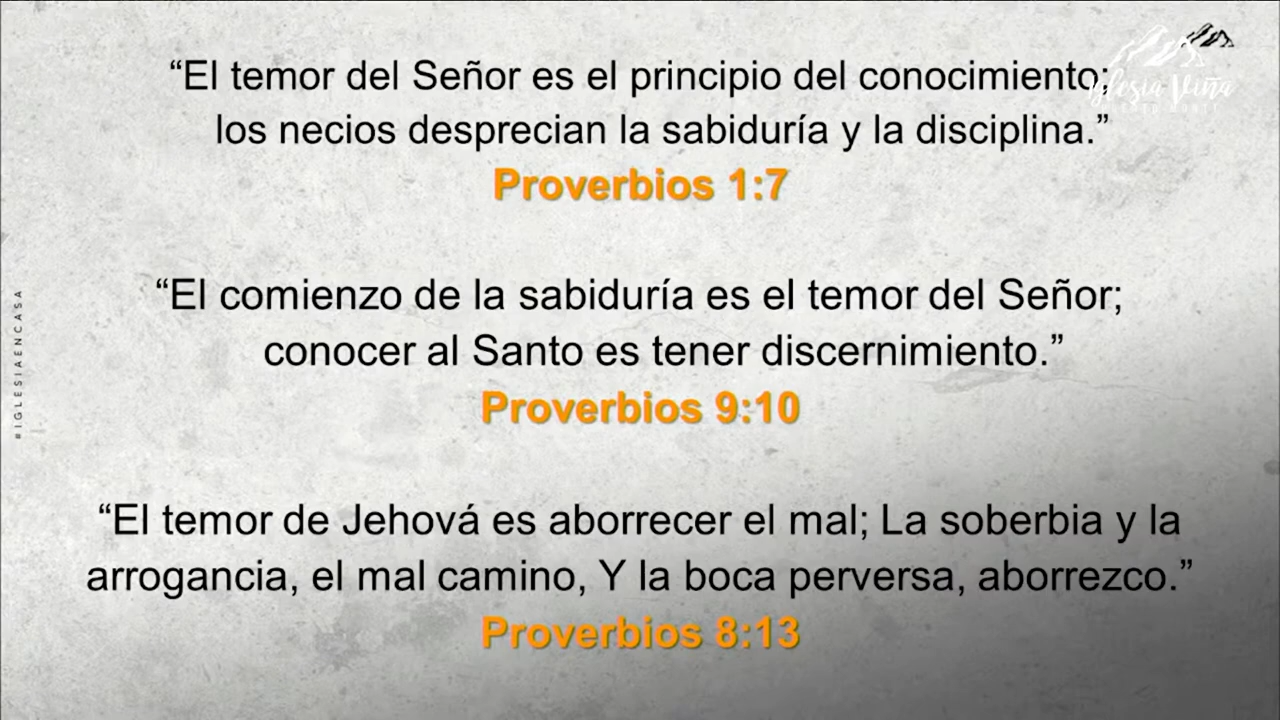 “El temor del Señor es el principio del conocimiento;
los necios desprecian la sabiduría y la disciplina.”
Proverbios 1:7
“El comienzo de la sabiduría es el temor del Señor;
conocer al Santo es tener discernimiento.”
Proverbios 9:10
“El temor de Jehová es aborrecer el mal; La soberbia y la
arrogancia, el mal camino, Y la boca perversa, aborrezco.”
Proverbios 8:13
Iglesia Viña
#IGLESIAENCASA